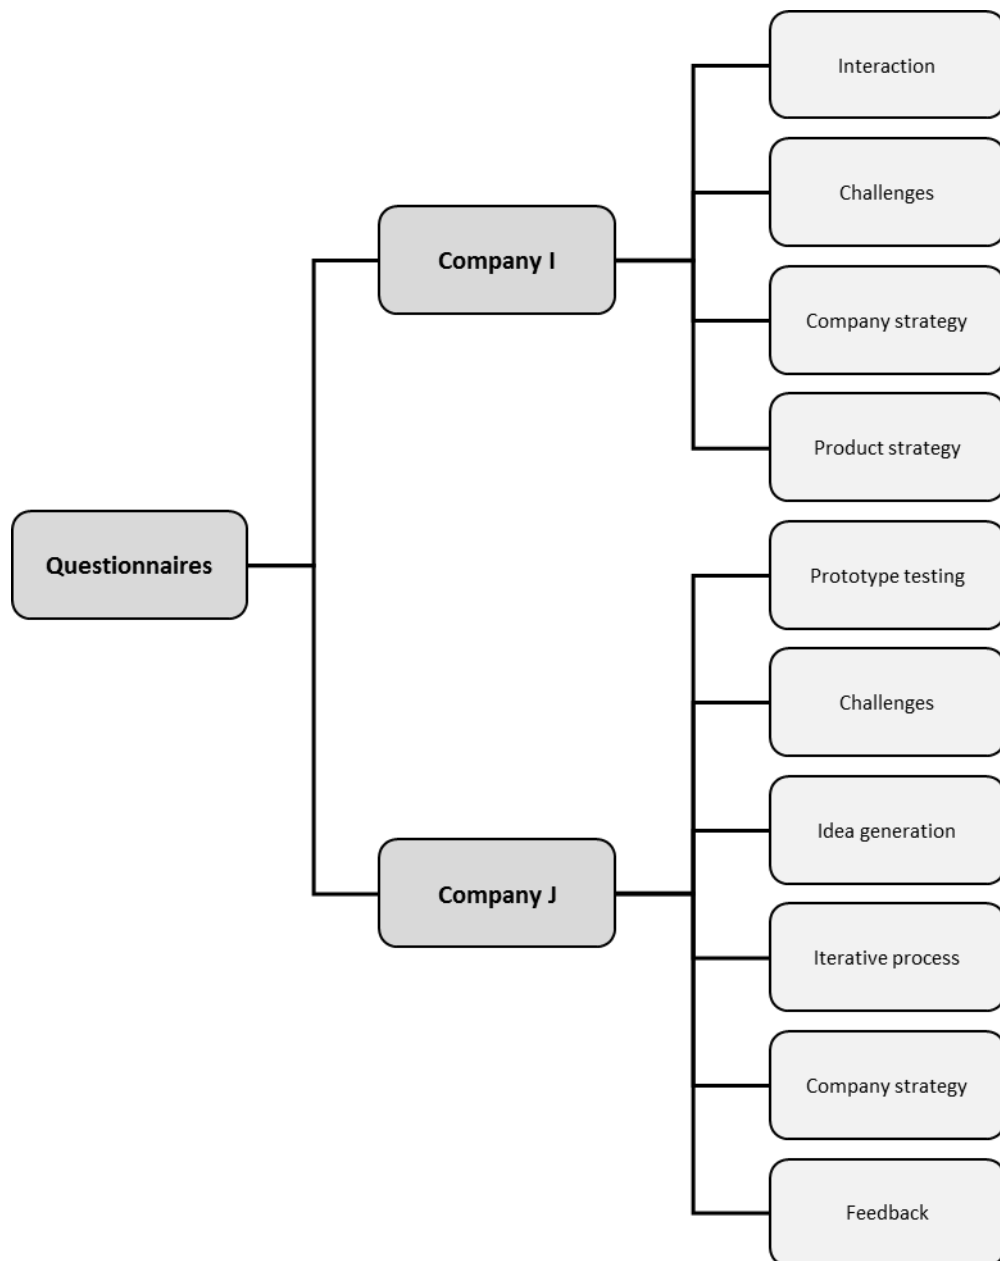 Questionnaires
Company I
Interaction
Challenges
Company strategy
Product strategy
Company J
Prototype testing
Challenges
Idea generation
Iterative process
Company strategy
Feedback